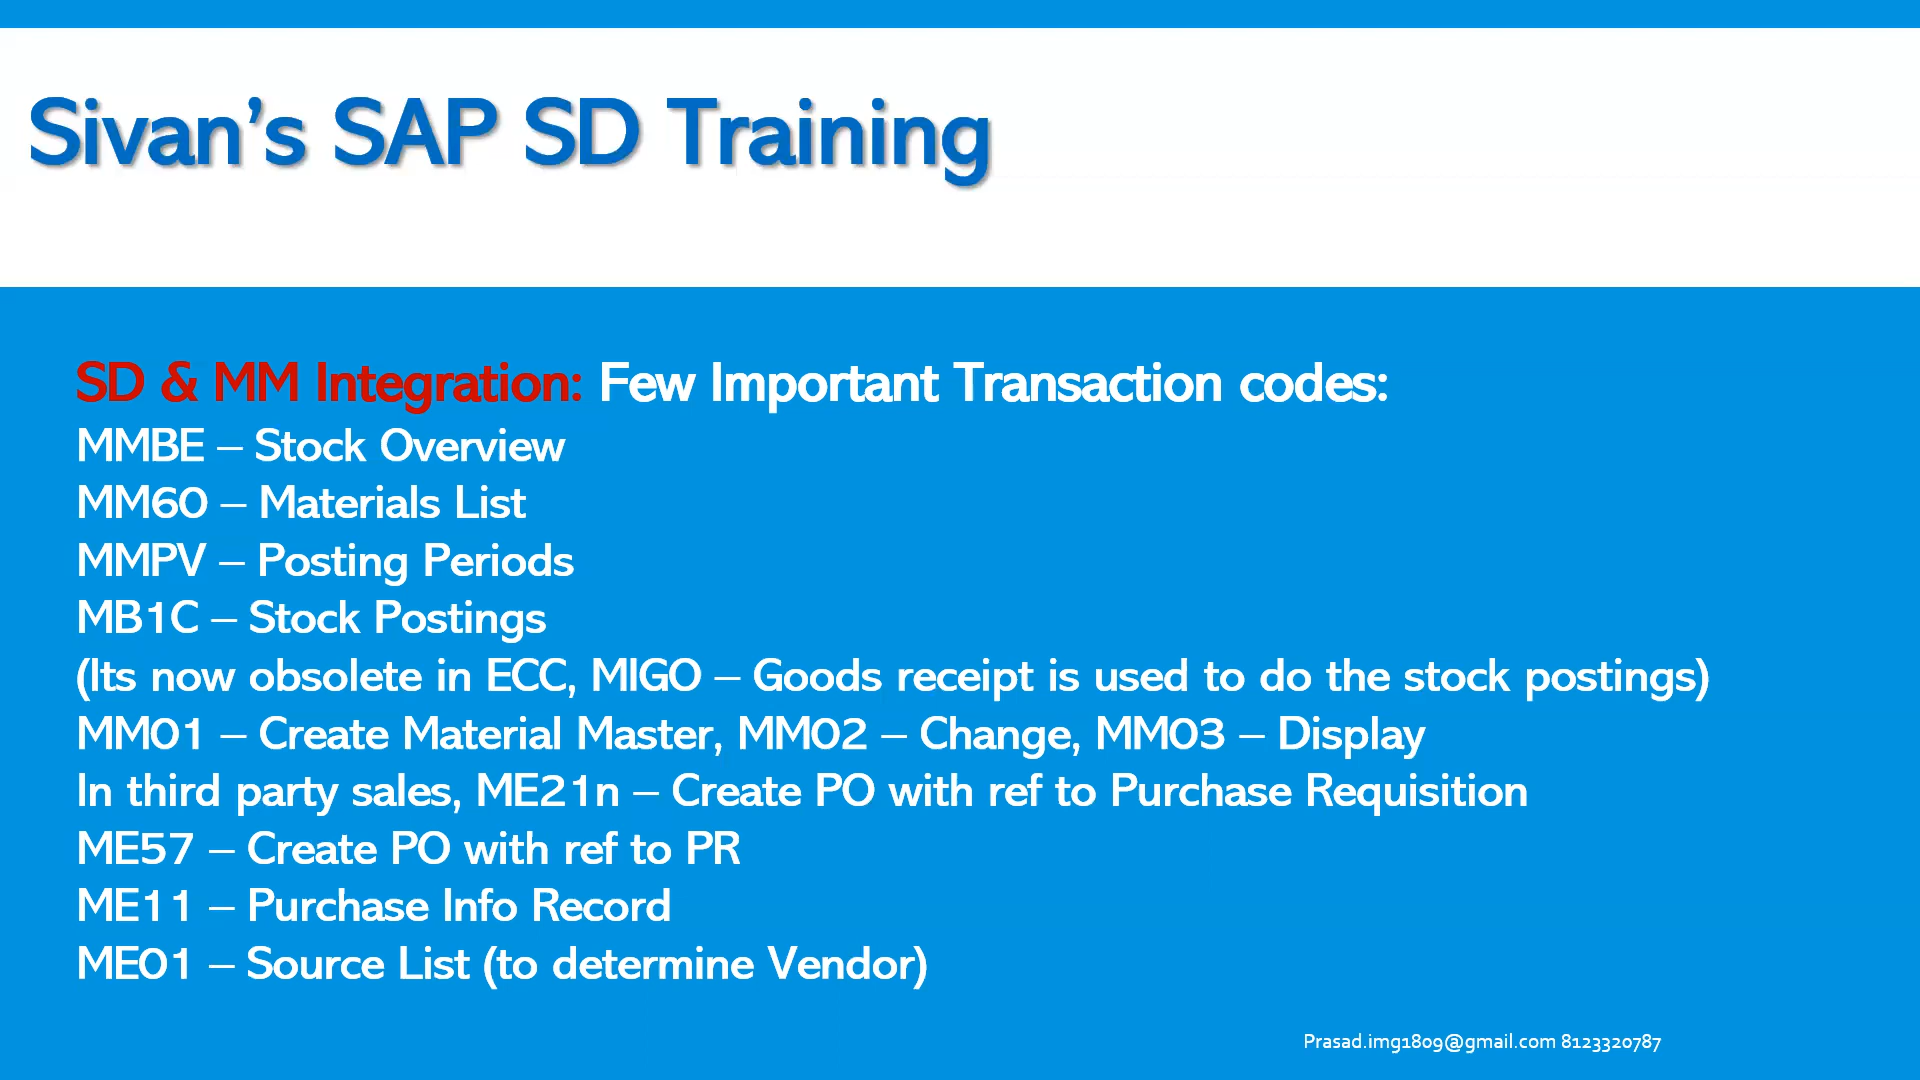 Sivan’s SAP SD Training
SD & MM Integration: Few Important Transaction codes:
MMBE – Stock Overview
MM60 – Materials List
MMPV – Posting Periods
MB1C – Stock Postings
(Its now obsolete in ECC, MIGO – Goods receipt is used to do the stock postings)
MM01 – Create Material Master, MM02 – Change, MM03 – Display
In third party sales, ME21n – Create PO with ref to Purchase Requisition
ME57 – Create PO with ref to PR
ME11 – Purchase Info Record
ME01 – Source List (to determine Vendor)
Prasad.img1809@gmail.com 8123320787